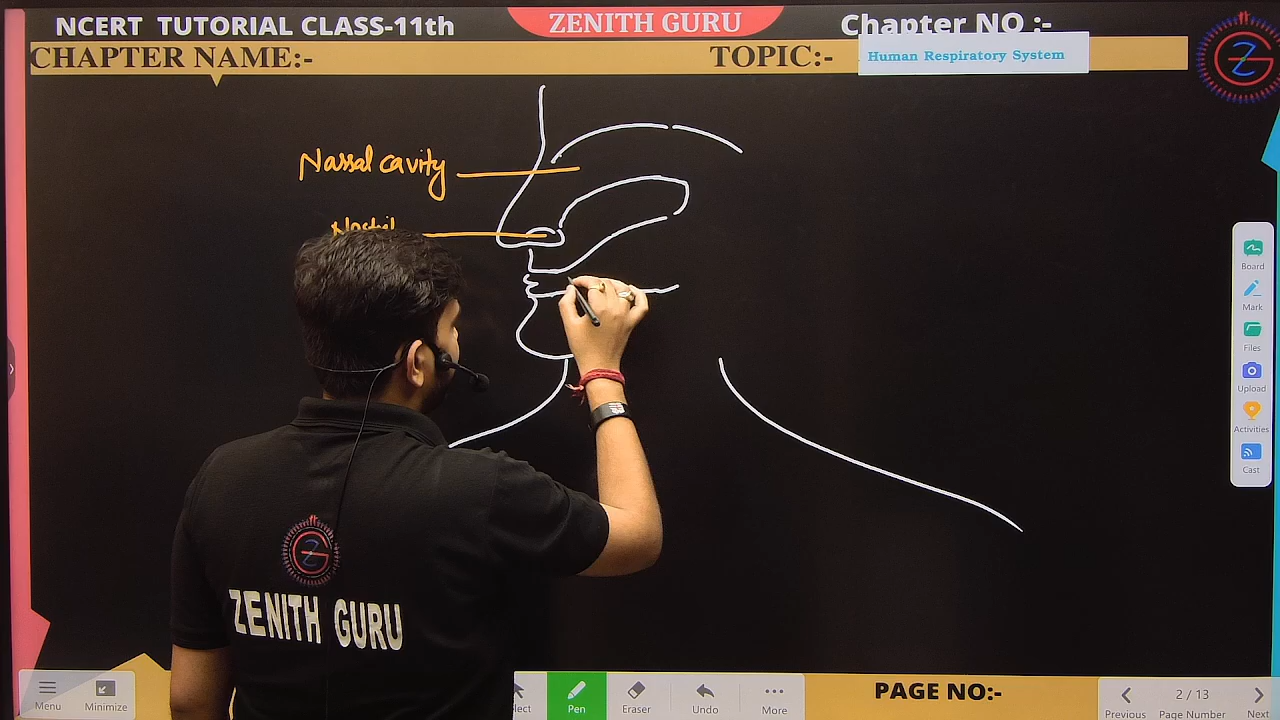 NCERT TUTORIAL CLASS-11th
ZENITH GURU
Chapter NO :-
CHAPTER NAME:-
TOPIC:-
Human Respiratory System
Nassal cavity
Board
Mark
Files
Upload
Activities
Cast
ZENITH GURU
Menu
Minimize
Pen
Eraser
Undo
More
PAGE NO:-
Previous
2 / 13
Page Number
Next